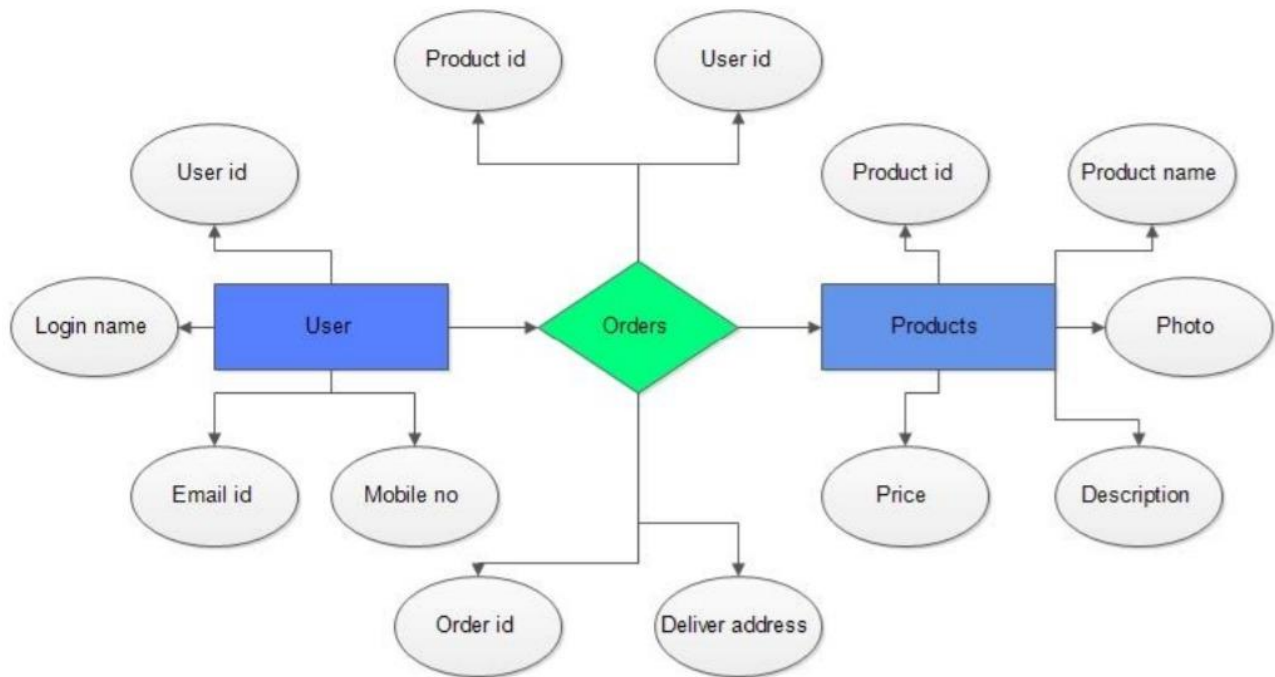 Product id
User id
User id
Product id
Product name
Login name
User
Orders
Products
Photo
Email id
Mobile no
Price
Description
Order id
Deliver address